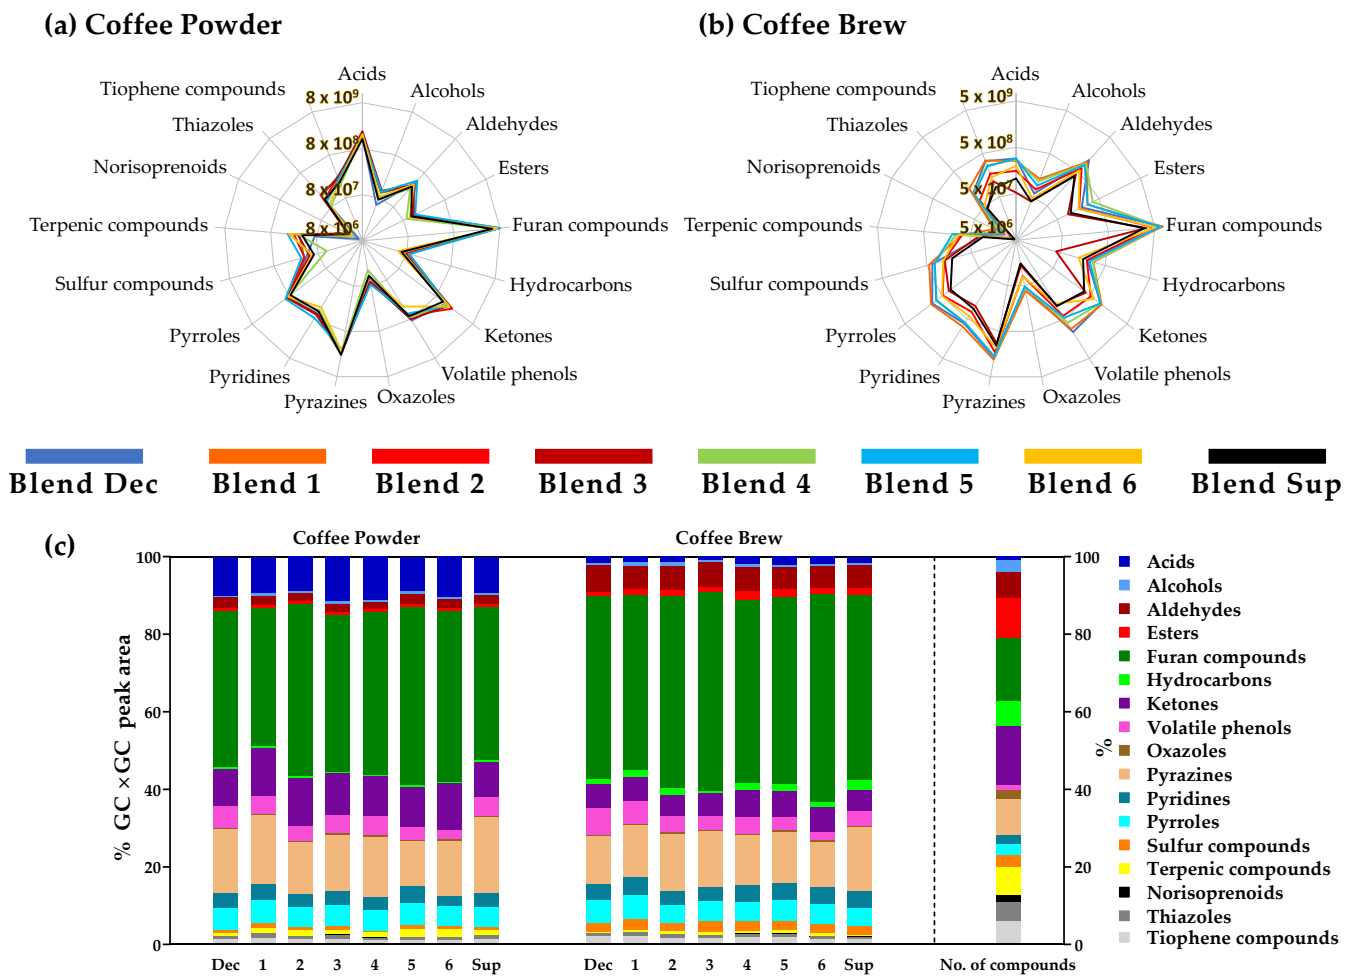 (a) Coffee Powder
(b) Coffee Brew
Acids
Alcohols
Aldehydes
Esters
Furan compounds
Hydrocarbons
Ketones
Volatile phenols
Oxazoles
Pyrazines
Pyridines
Pyrroles
Sulfur compounds
Terpenic compounds
Norisoprenoids
Thiazoles
Tiophene compounds
8 x 10⁹
8 x 10⁸
8 x 10⁷
8 x 10⁶
Acids
Alcohols
Aldehydes
Esters
Furan compounds
Hydrocarbons
Ketones
Volatile phenols
Oxazoles
Pyrazines
Pyridines
Pyrroles
Sulfur compounds
Terpenic compounds
Norisoprenoids
Thiazoles
Tiophene compounds
5 x 10⁹
5 x 10⁸
5 x 10⁷
5 x 10⁶
Blend Dec
Blend 1
Blend 2
Blend 3
Blend 4
Blend 5
Blend 6
Blend Sup
(c)
Coffee Powder
Coffee Brew
% GC ×GC peak area
100
80
60
40
20
0
Dec 1 2 3 4 5 6 Sup
Dec 1 2 3 4 5 6 Sup
No. of compounds
100
80
60
40
20
0
%
Acids
Alcohols
Aldehydes
Esters
Furan compounds
Hydrocarbons
Ketones
Volatile phenols
Oxazoles
Pyrazines
Pyridines
Pyrroles
Sulfur compounds
Terpenic compounds
Norisoprenoids
Thiazoles
Tiophene compounds